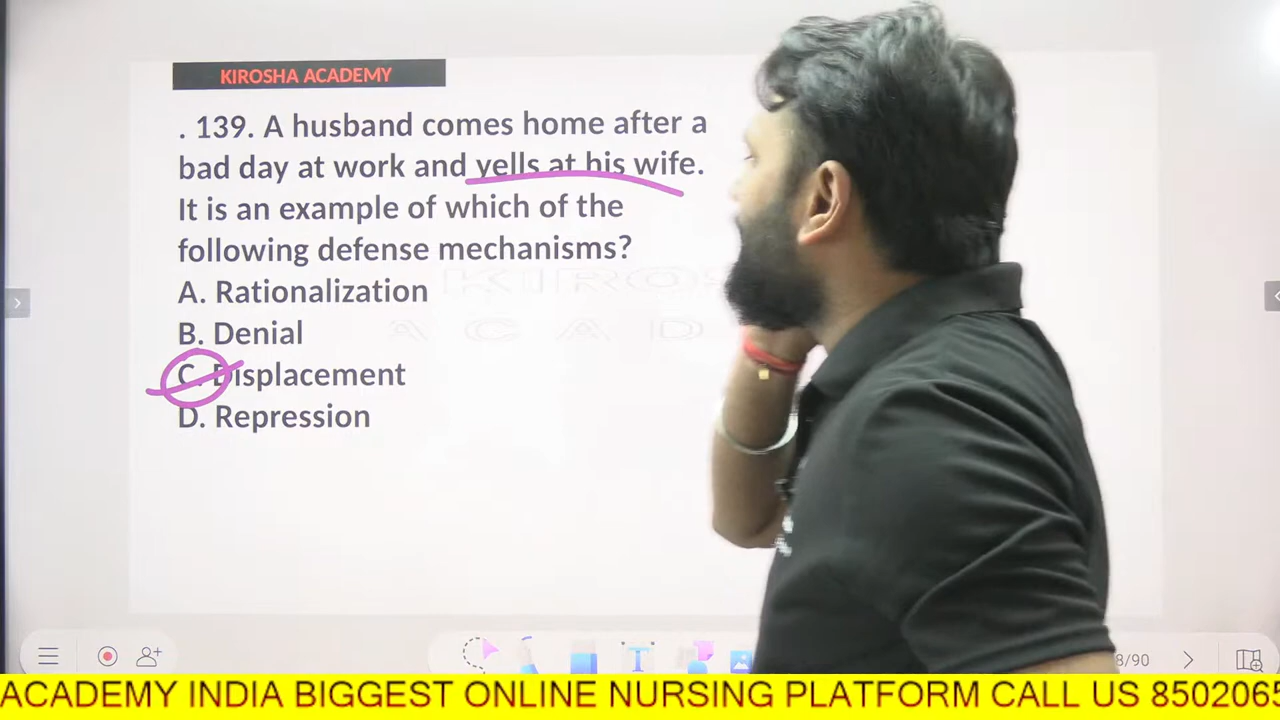 KIROSHA ACADEMY
. 139. A husband comes home after a
bad day at work and yells at his wife.
It is an example of which of the
following defense mechanisms?
A. Rationalization
B. Denial
C. Displacement
D. Repression
8/90
ACADEMY INDIA BIGGEST ONLINE NURSING PLATFORM CALL US 850206